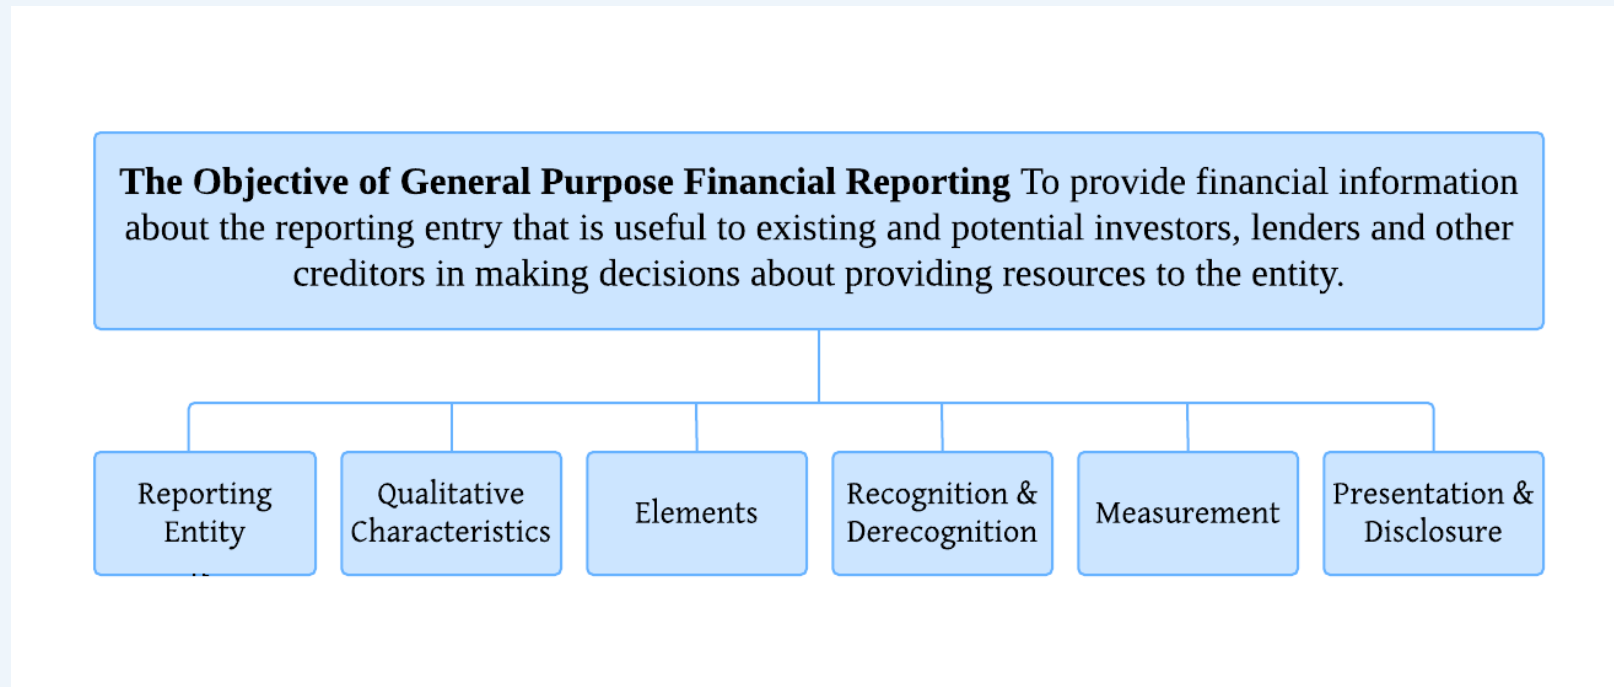 The Objective of General Purpose Financial Reporting To provide financial information
about the reporting entry that is useful to existing and potential investors, lenders and other
creditors in making decisions about providing resources to the entity.
Reporting
Entity
Qualitative
Characteristics
Elements
Recognition &
Derecognition
Measurement
Presentation &
Disclosure